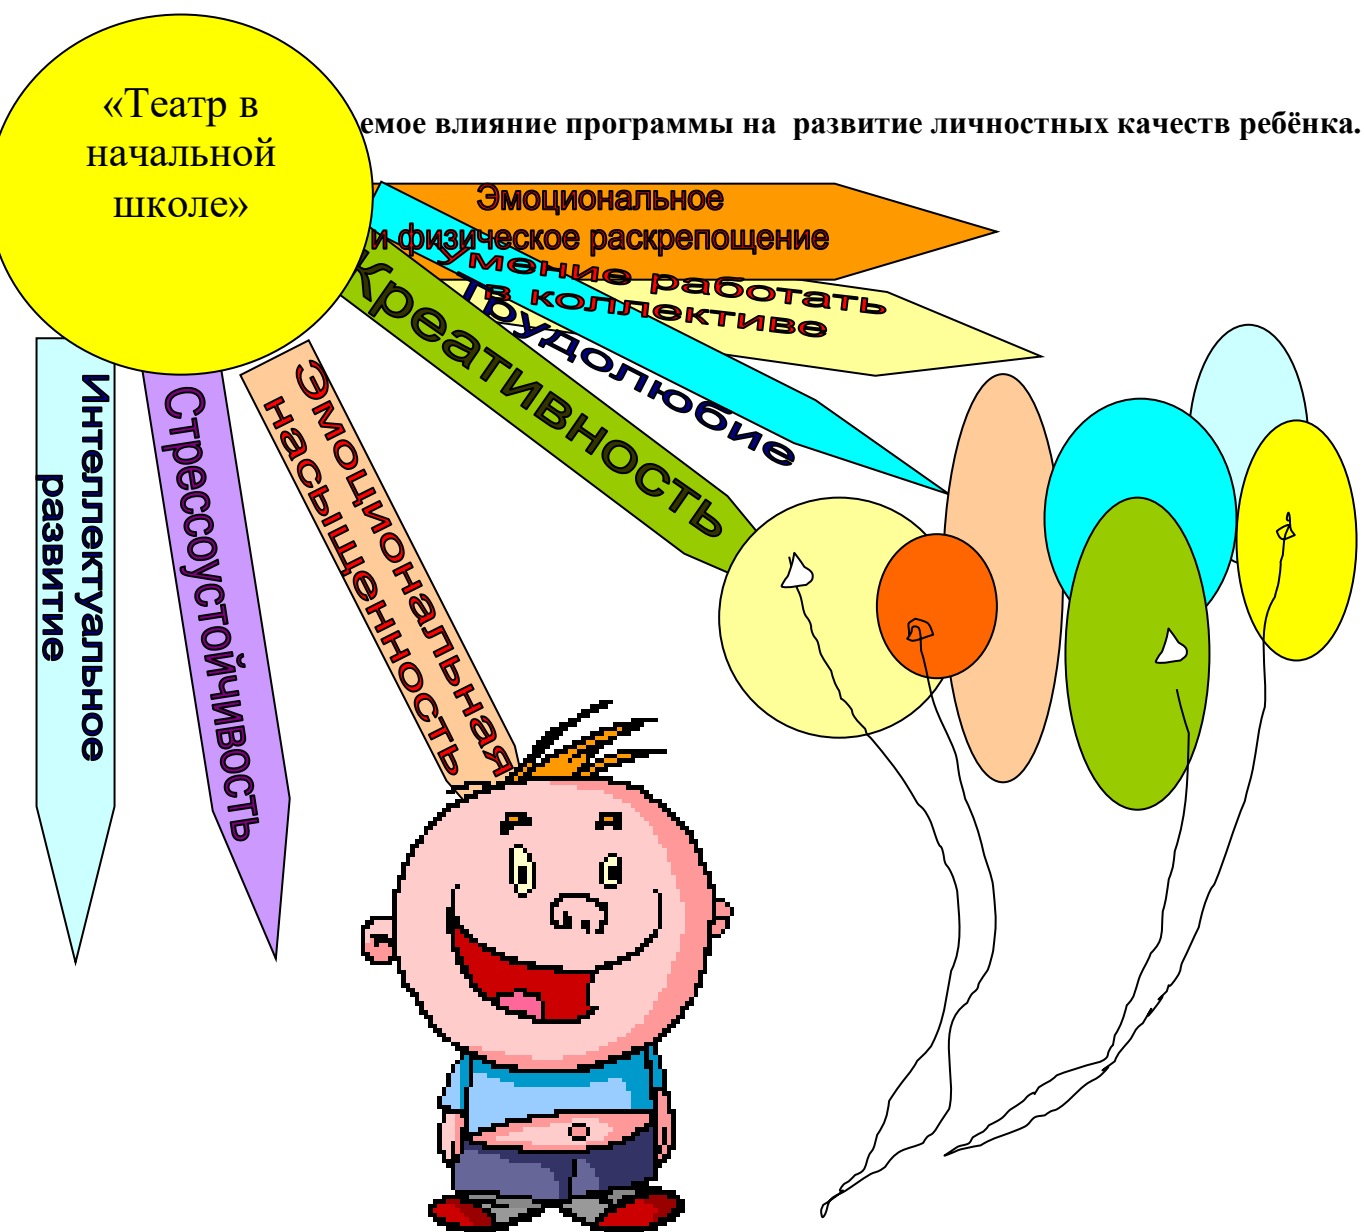 «Театр в
начальной
школе»
емое влияние программы на развитие личностных качеств ребёнка.
Эмоциональное
и физическое раскрепощение
Умение работать
в коллективе
Трудолюбие
Креативность
Эмоциональная
насыщенность
Стрессоустойчивость
Интеллектуальное
развитие